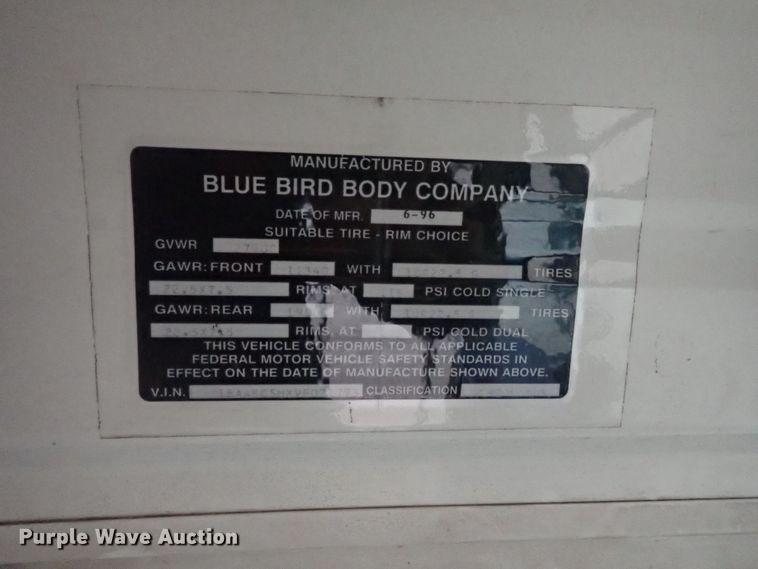 MANUFACTURED BY
BLUE BIRD BODY COMPANY
DATE OF MFR. 6-96
SUITABLE TIRE - RIM CHOICE
GVWR
GAWR: FRONT WITH TIRES
22.5X7.5 RIMS, AT PSI COLD SINGLE
GAWR: REAR WITH TIRES
RIMS, AT PSI COLD DUAL
THIS VEHICLE CONFORMS TO ALL APPLICABLE
FEDERAL MOTOR VEHICLE SAFETY STANDARDS IN
EFFECT ON THE DATE OF MANUFACTURE SHOWN ABOVE.
V.I.N. CLASSIFICATION
Purple Wave Auction